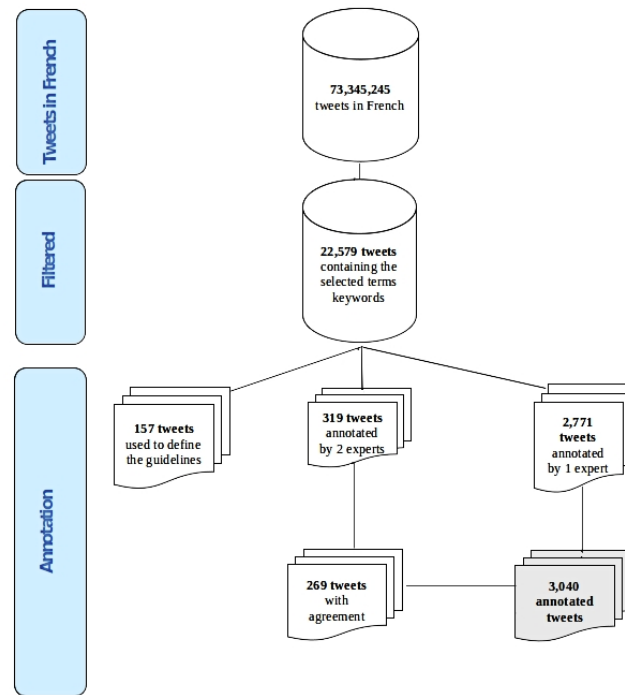 Tweets in French
73,345,245
tweets in French
Filtered
22,579 tweets
containing the
selected terms
keywords
Annotation
157 tweets
used to define
the guidelines
319 tweets
annotated
by 2 experts
2,771
tweets
annotated
by 1 expert
269 tweets
with
agreement
3,040
annotated
tweets